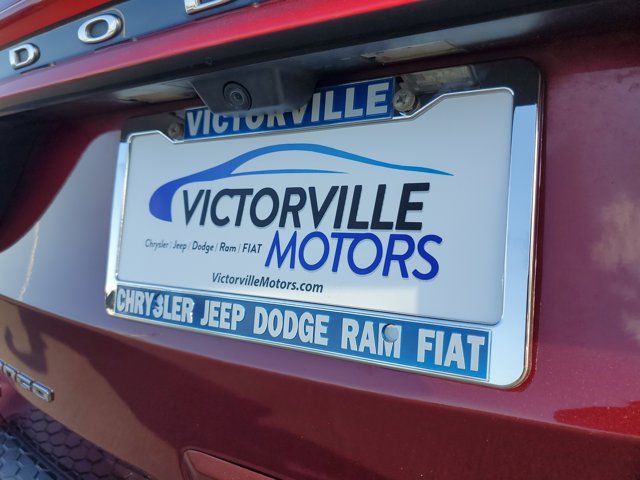 DO
VICTORVILLE
VICTORVILLE
MOTORS
Chrysler | Jeep | Dodge | Ram | FIAT
VictorvilleMotors.com
CHRYSLER JEEP DODGE RAM FIAT